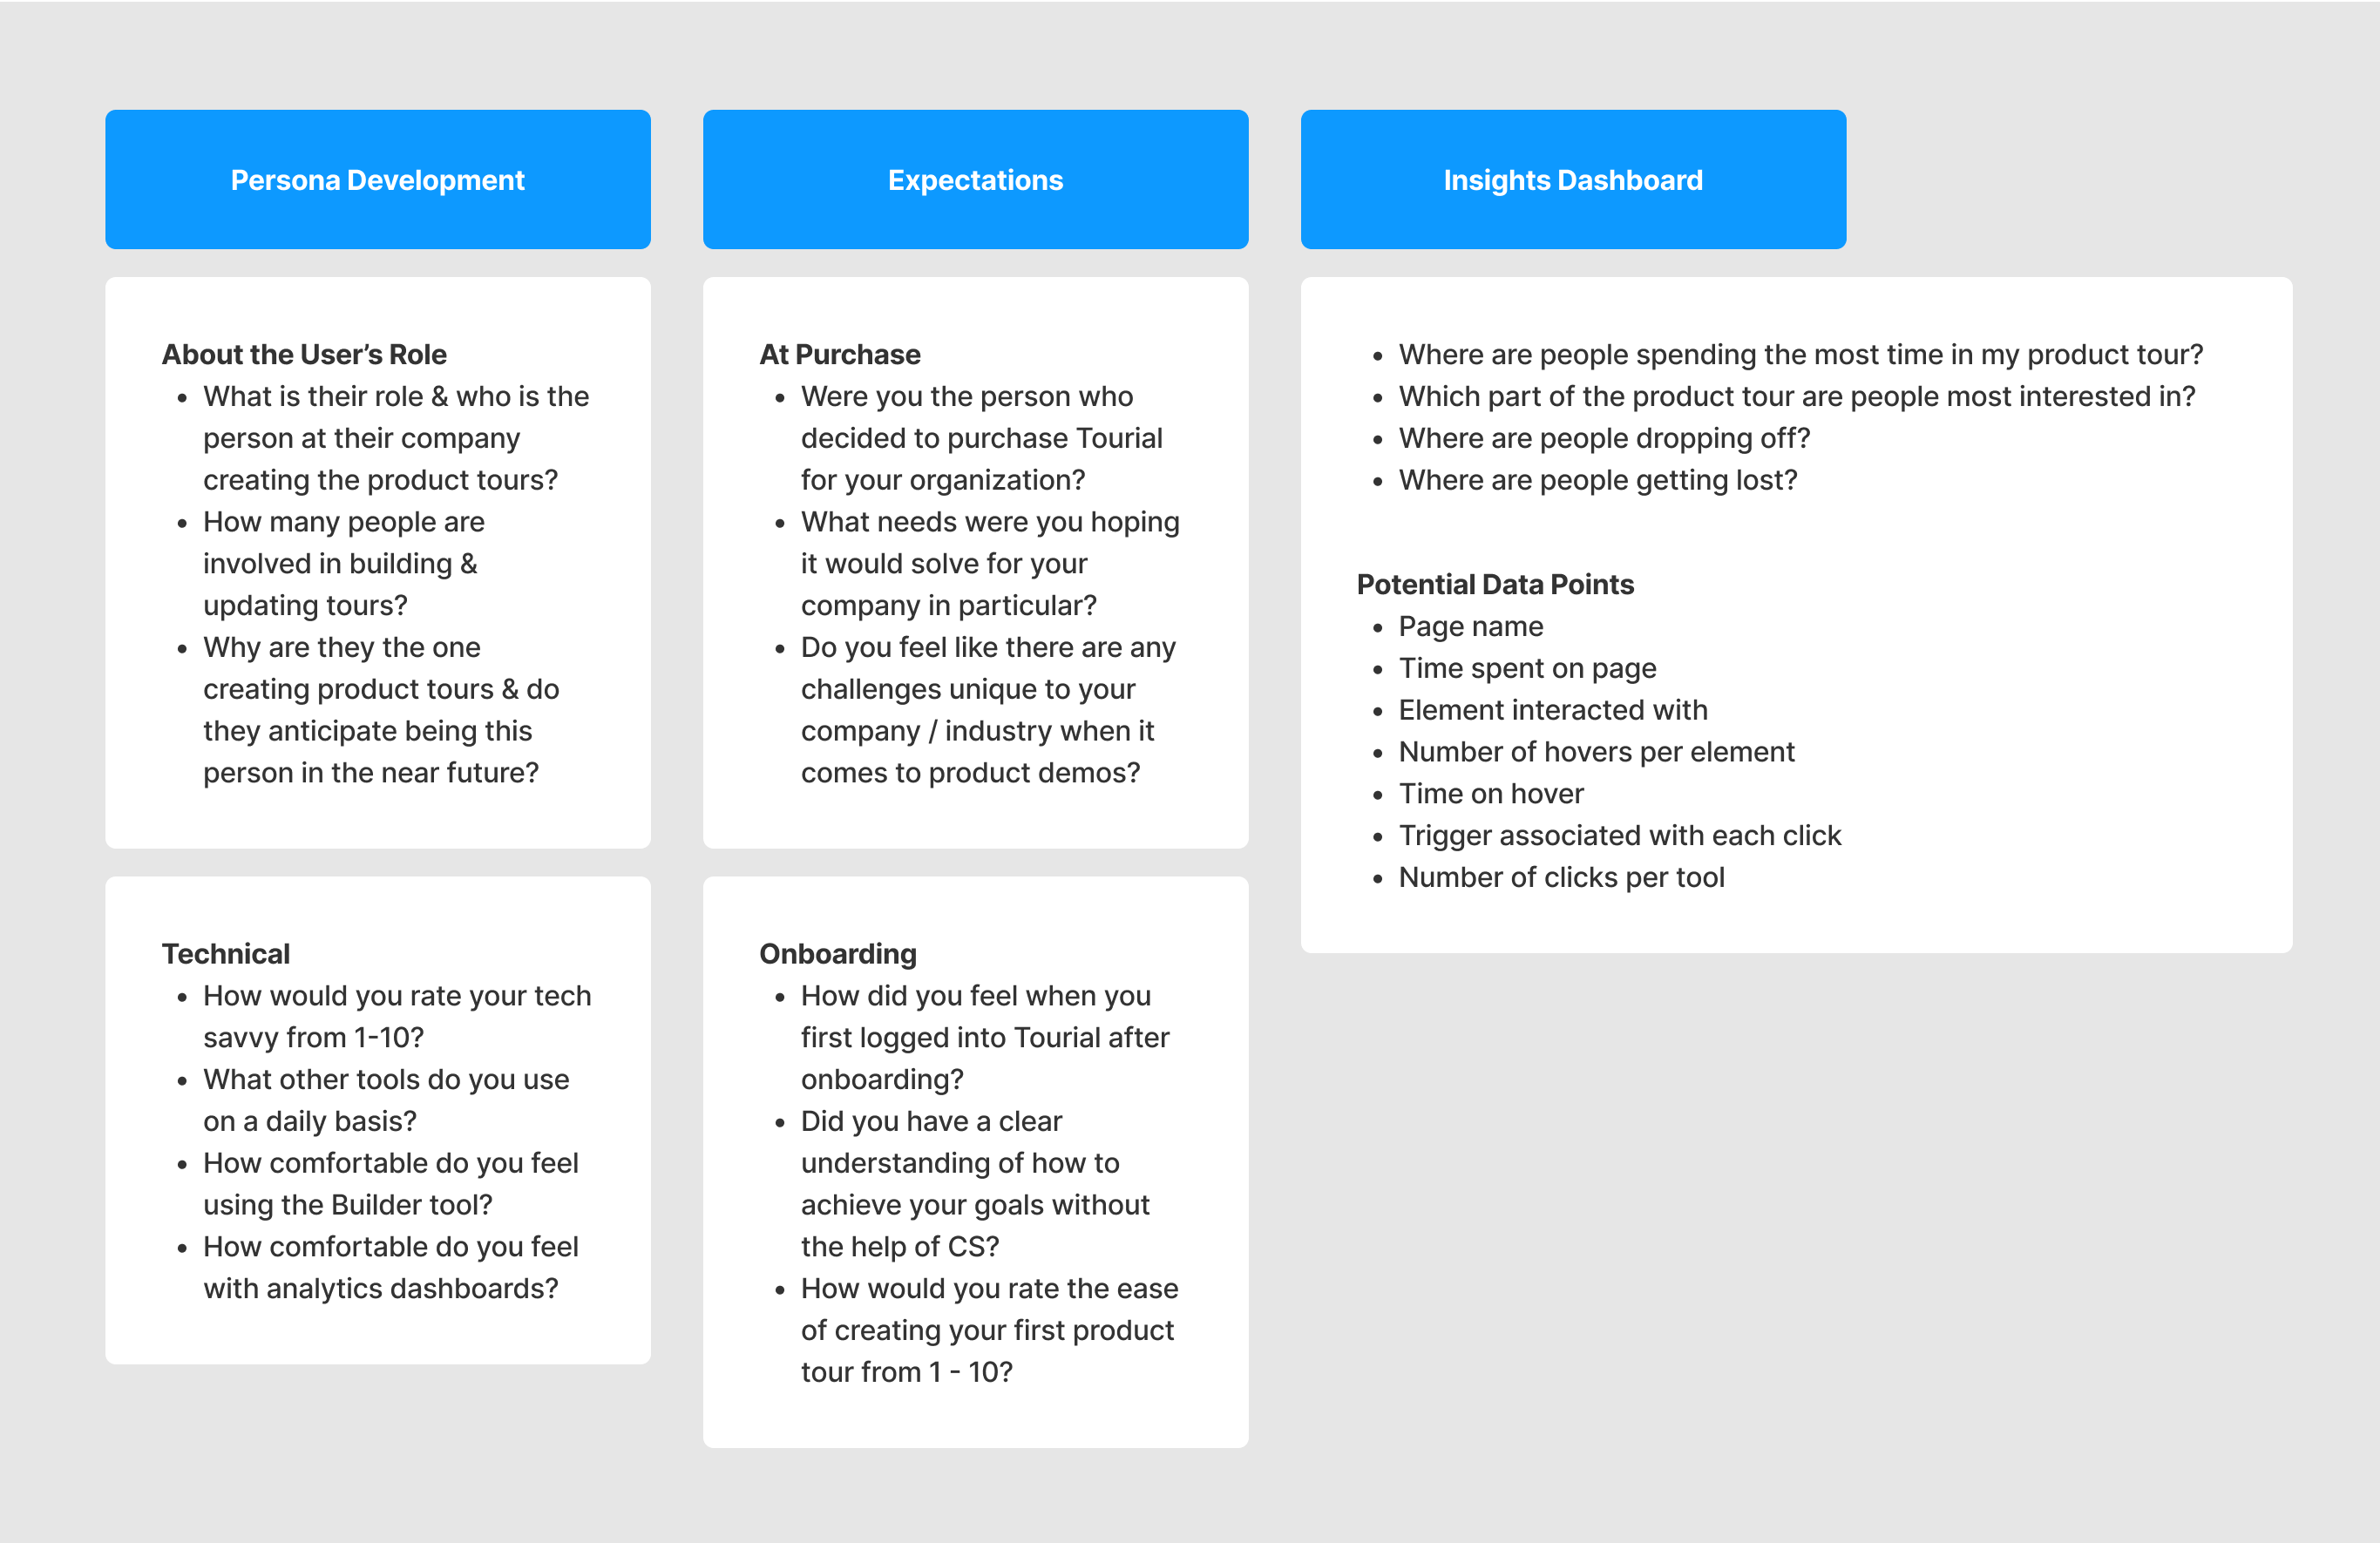 Persona Development
About the User’s Role
• What is their role & who is the
person at their company
creating the product tours?
• How many people are
involved in building &
updating tours?
• Why are they the one
creating product tours & do
they anticipate being this
person in the near future?
Technical
• How would you rate your tech
savvy from 1-10?
• What other tools do you use
on a daily basis?
• How comfortable do you feel
using the Builder tool?
• How comfortable do you feel
with analytics dashboards?
Expectations
At Purchase
• Were you the person who
decided to purchase Tourial
for your organization?
• What needs were you hoping
it would solve for your
company in particular?
• Do you feel like there are any
challenges unique to your
company / industry when it
comes to product demos?
Onboarding
• How did you feel when you
first logged into Tourial after
onboarding?
• Did you have a clear
understanding of how to
achieve your goals without
the help of CS?
• How would you rate the ease
of creating your first product
tour from 1 - 10?
Insights Dashboard
• Where are people spending the most time in my product tour?
• Which part of the product tour are people most interested in?
• Where are people dropping off?
• Where are people getting lost?
Potential Data Points
• Page name
• Time spent on page
• Element interacted with
• Number of hovers per element
• Time on hover
• Trigger associated with each click
• Number of clicks per tool